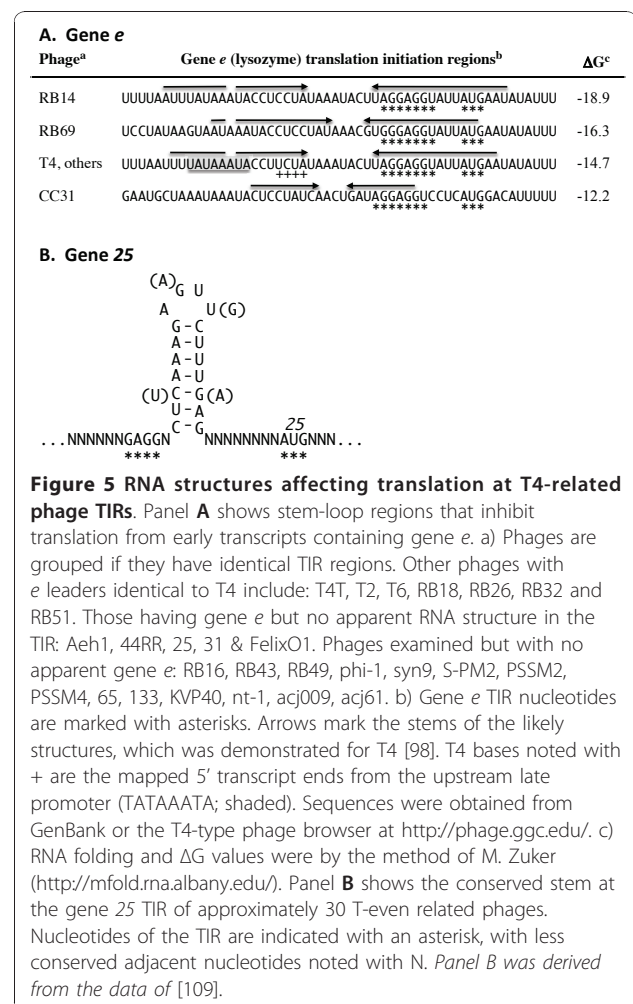 A. Gene e
Phageᵃ Gene e (lysozyme) translation initiation regionsᵇ ΔGᶜ
RB14 UUUUAAUUUAUAAAUACCUCCUAUAAAUACUUAGGAGGUAUUAUGAAUAUAUUU -18.9
******* ***
RB69 UCCUAUAAGUAAUAAAUACCUCCUAUAAACGUGGGAGGUAUUAUGAAUAUAUUU -16.3
******* ***
T4, others UUUAAUUUUAUAAAUACCUUCUAUAAAUACUUAGGAGGUAUUAUGAAUAUAUUU -14.7
++++ ******* ***
CC31 GAAUGCUAAAUAUAUACUCCUAUCAACUGAUAGGAGGUCCUCAUGGACAUUUUU -12.2
******* ***
B. Gene 25
(A) G U
A U(G)
G-C
A-U
A-U
A-U
(U)C-G(A)
U-A 25
...NNNNNNGAGGNC-GNNNNNNNNAUGNNN...
**** ***
Figure 5 RNA structures affecting translation at T4-related
phage TIRs. Panel A shows stem-loop regions that inhibit
translation from early transcripts containing gene e. a) Phages are
grouped if they have identical TIR regions. Other phages with
e leaders identical to T4 include: T4T, T2, T6, RB18, RB26, RB32 and
RB51. Those having gene e but no apparent RNA structure in the
TIR: Aeh1, 44RR, 25, 31 & FelixO1. Phages examined but with no
apparent gene e: RB16, RB43, RB49, phi-1, syn9, S-PM2, PSSM2,
PSSM4, 65, 133, KVP40, nt-1, acj009, acj61. b) Gene e TIR nucleotides
are marked with asterisks. Arrows mark the stems of the likely
structures, which was demonstrated for T4 [98]. T4 bases noted with
+ are the mapped 5' transcript ends from the upstream late
promoter (TATAAATA; shaded). Sequences were obtained from
GenBank or the T4-type phage browser at http://phage.ggc.edu/. c)
RNA folding and ΔG values were by the method of M. Zuker
(http://mfold.rna.albany.edu/). Panel B shows the conserved stem at
the gene 25 TIR of approximately 30 T-even related phages.
Nucleotides of the TIR are indicated with an asterisk, with less
conserved adjacent nucleotides noted with N. Panel B was derived
from the data of [109].